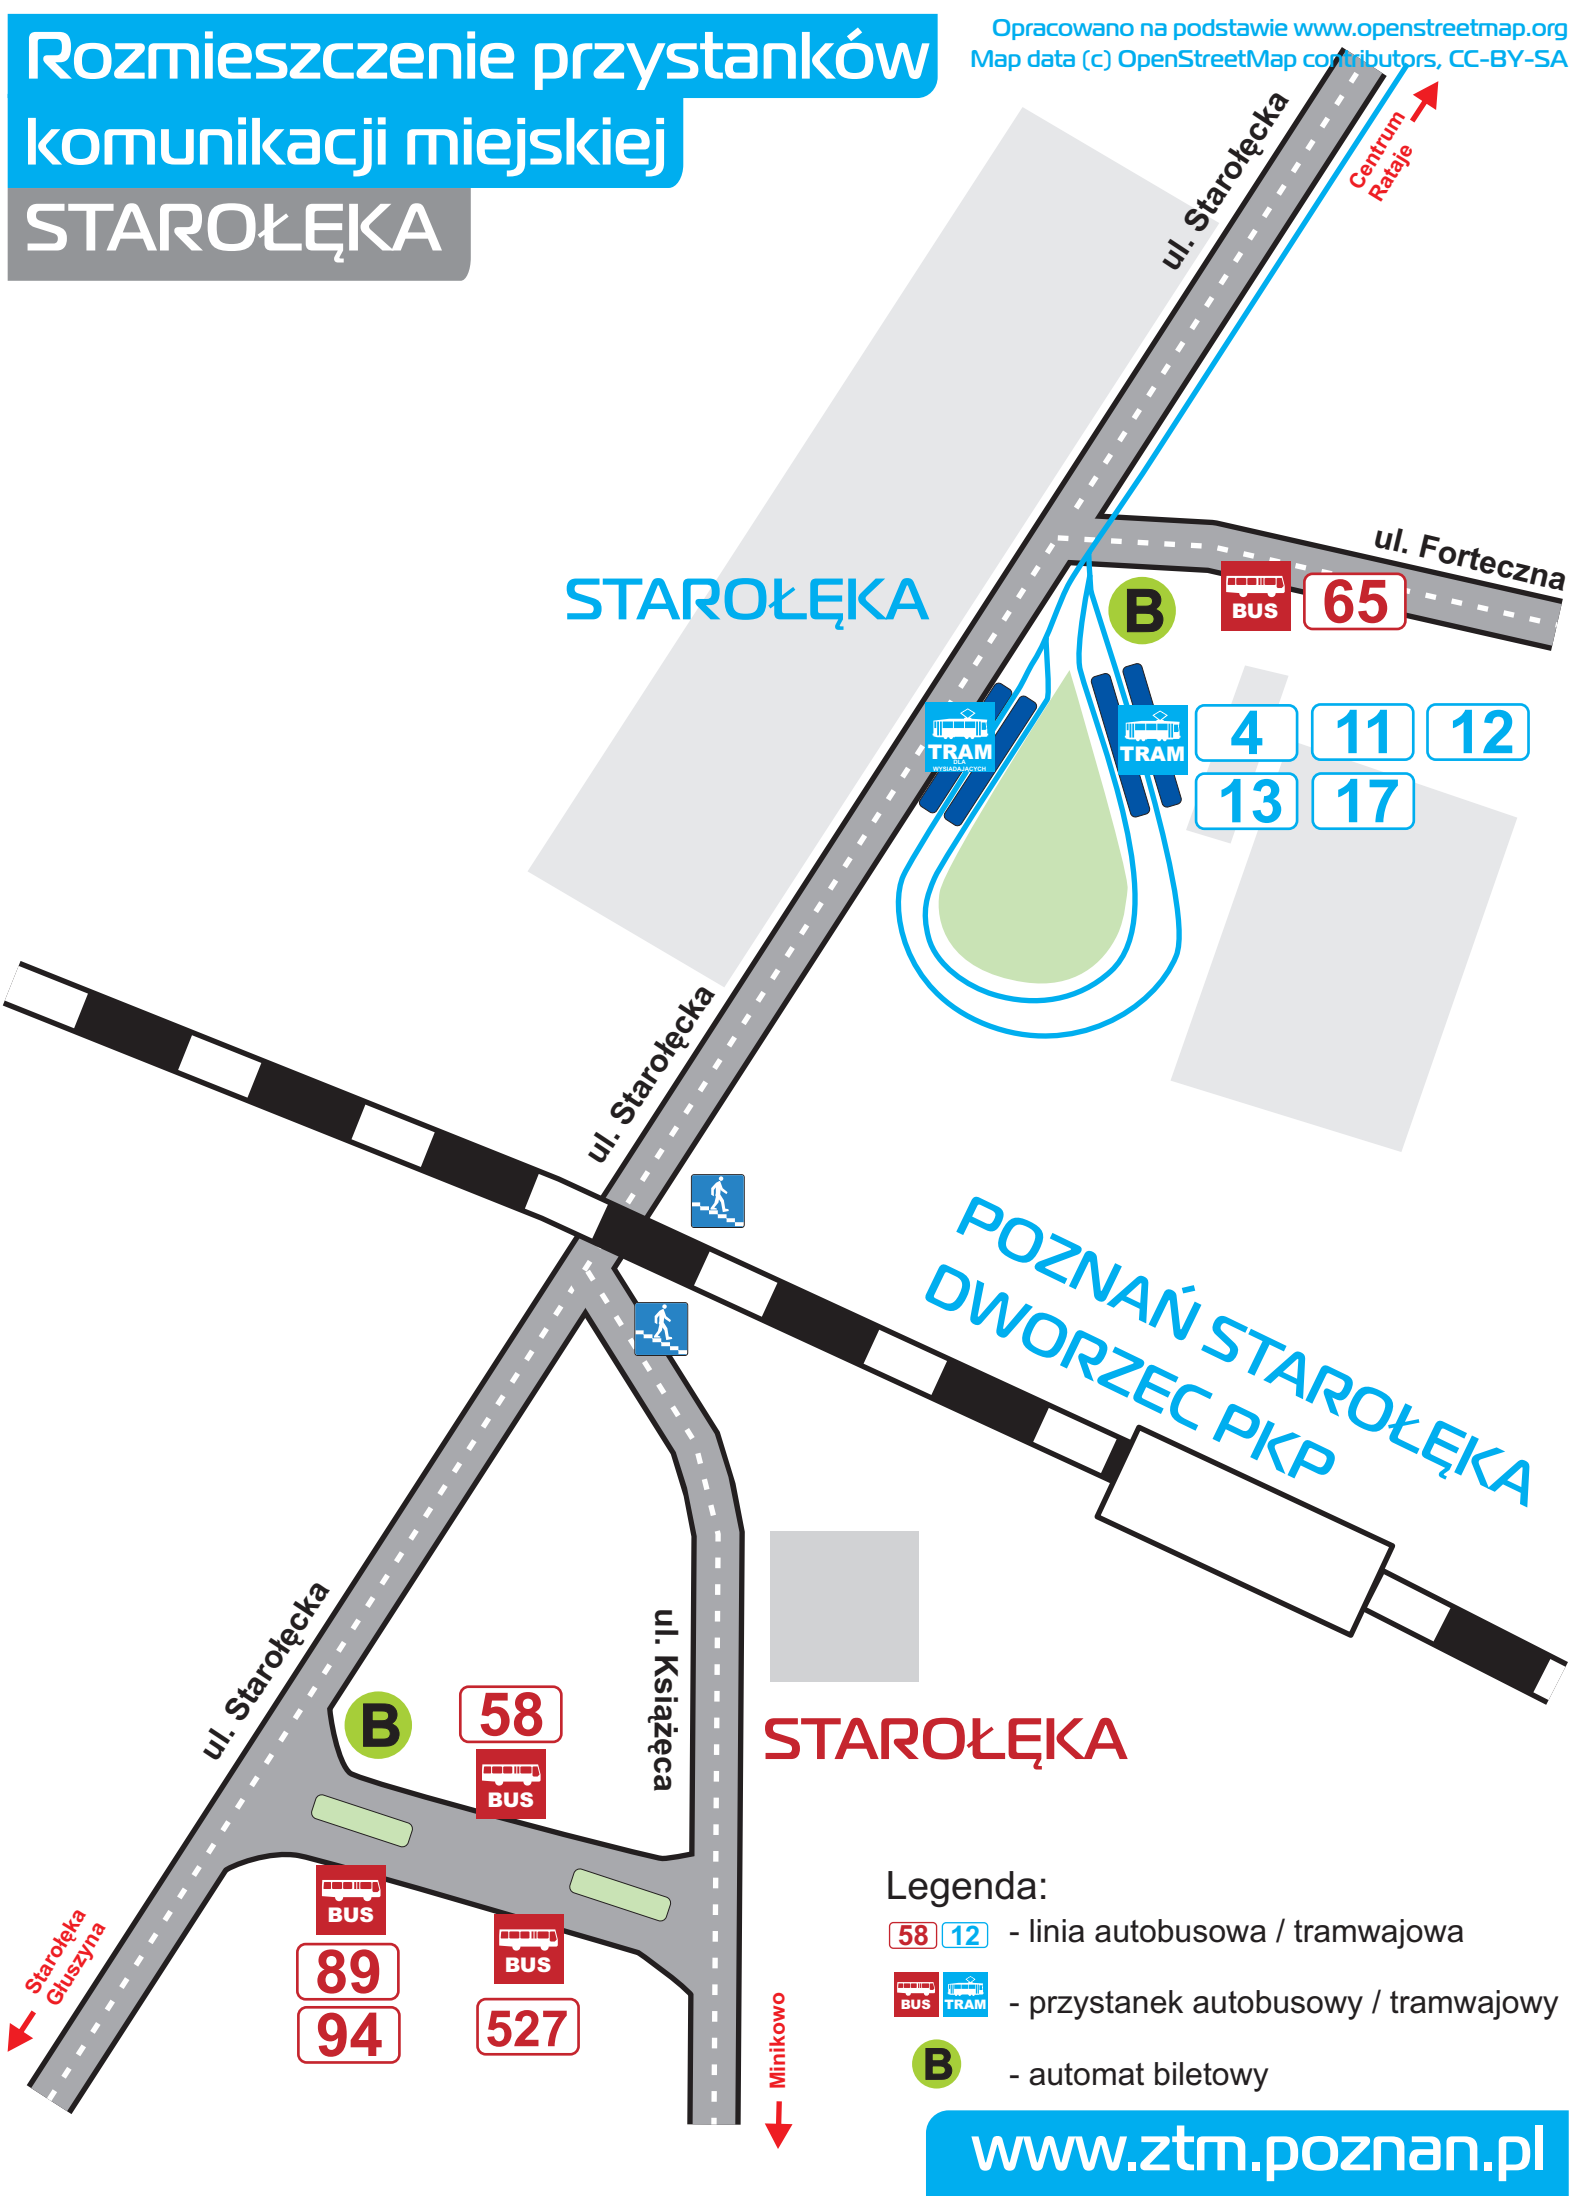 Rozmieszczenie przystanków
komunikacji miejskiej
STAROŁĘKA
Opracowano na podstawie www.openstreetmap.org
Map data (c) OpenStreetMap contributors, CC-BY-SA
Centrum
Rataje
ul. Starołęcka
ul. Forteczna
STAROŁĘKA
B
BUS
65
TRAM
DLA
WYSIADAJĄCYCH
TRAM
4
11
12
13
17
ul. Starołęcka
POZNAŃ STAROŁĘKA
DWORZEC PKP
ul. Starołęcka
ul. Książęca
B
58
BUS
STAROŁĘKA
BUS
89
94
BUS
527
Starołęka
Głuszyna
Minikowo
Legenda:
58 12 - linia autobusowa / tramwajowa
BUS TRAM - przystanek autobusowy / tramwajowy
B - automat biletowy
www.ztm.poznan.pl